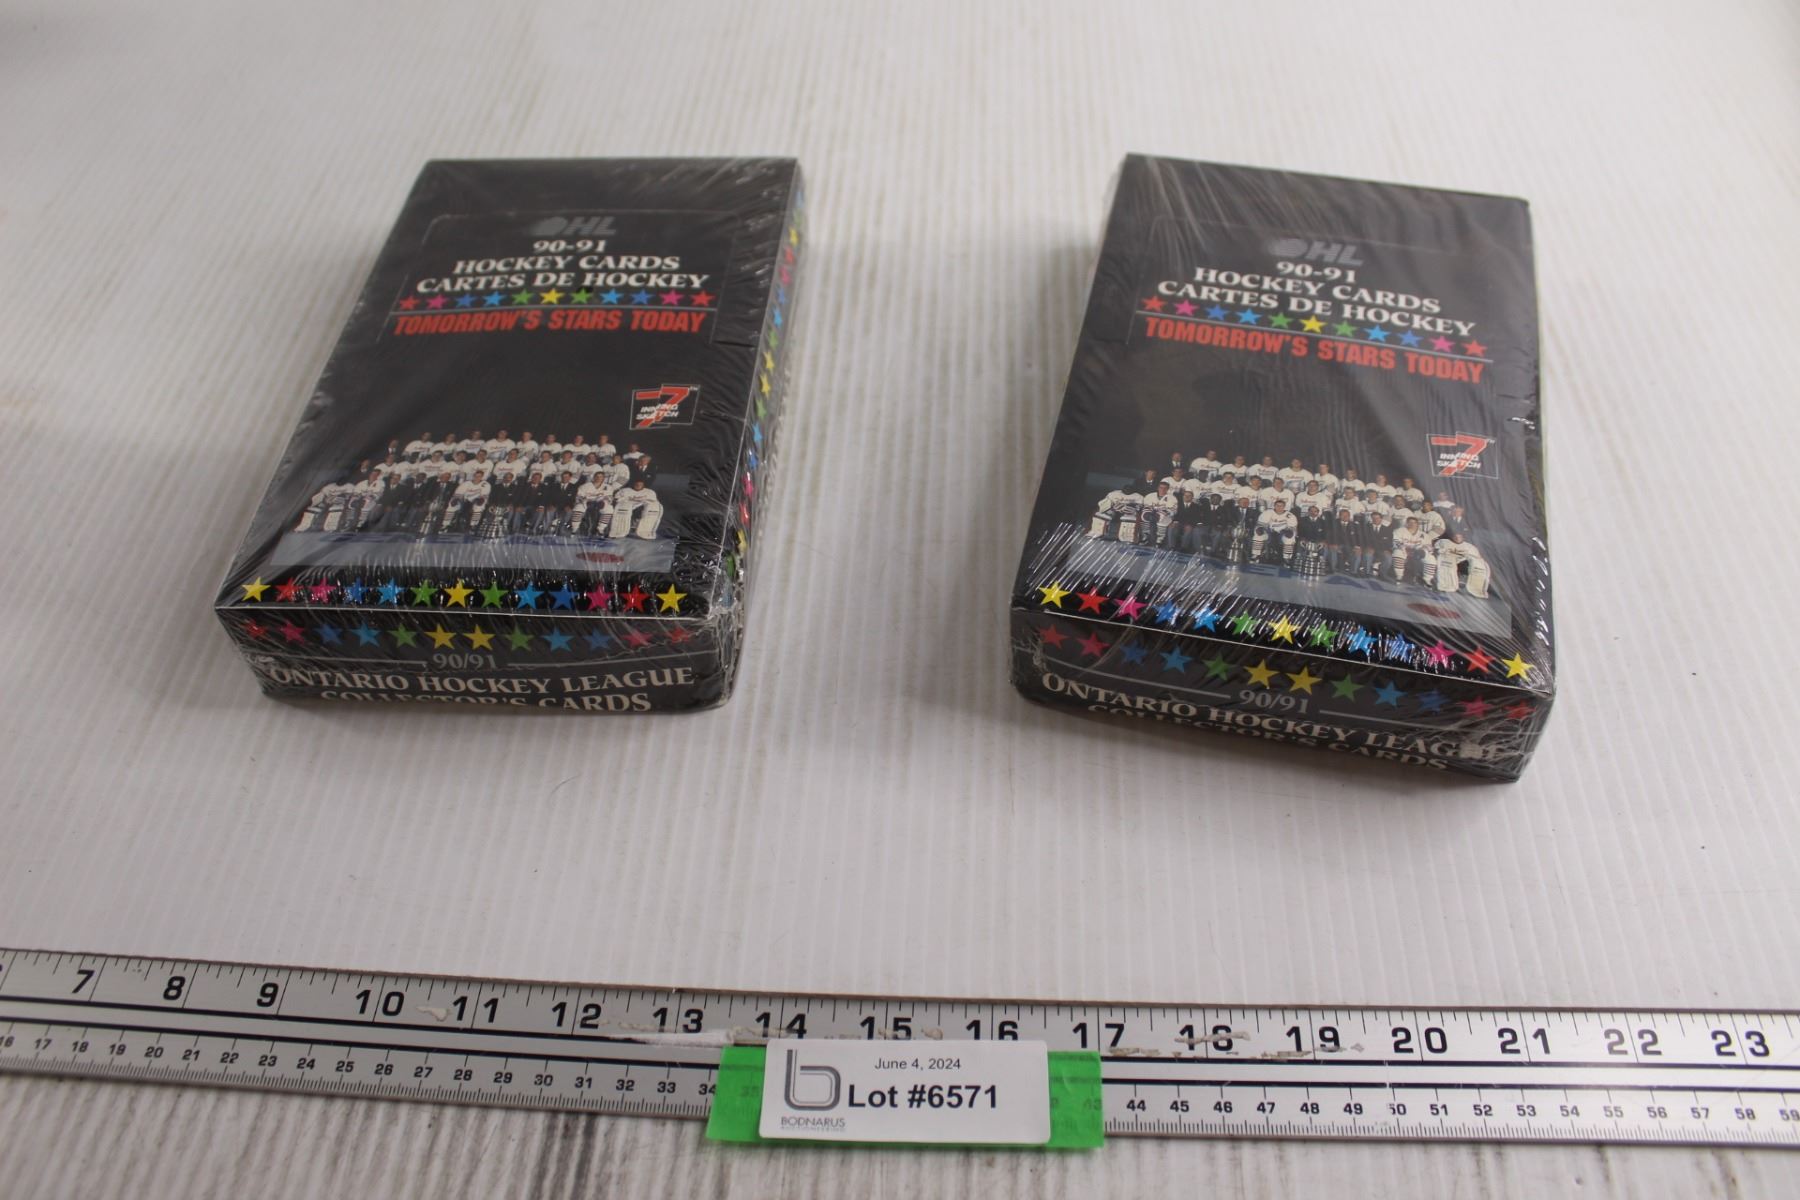 OHL
90-91
HOCKEY CARDS
CARTES DE HOCKEY
TOMORROW'S STARS TODAY
7TM
INNING
SKETCH
90/91
ONTARIO HOCKEY LEAGUE
COLLECTOR'S CARDS
OHL
90-91
HOCKEY CARDS
CARTES DE HOCKEY
TOMORROW'S STARS TODAY
7TM
INNING
SKETCH
90/91
ONTARIO HOCKEY LEAGUE
COLLECTOR'S CARDS
7 8 9 10 11 12 13 14 15 16 17 18 19 20 21 22 23
16 17 18 19 20 21 22 23 24 25 26 27 28 29 30 31 32 33 34 35 43 44 45 46 47 48 49 50 51 52 53 54 55 56 57 58 59
June 4, 2024
Lot #6571
BODNARUS
AUCTIONEERING